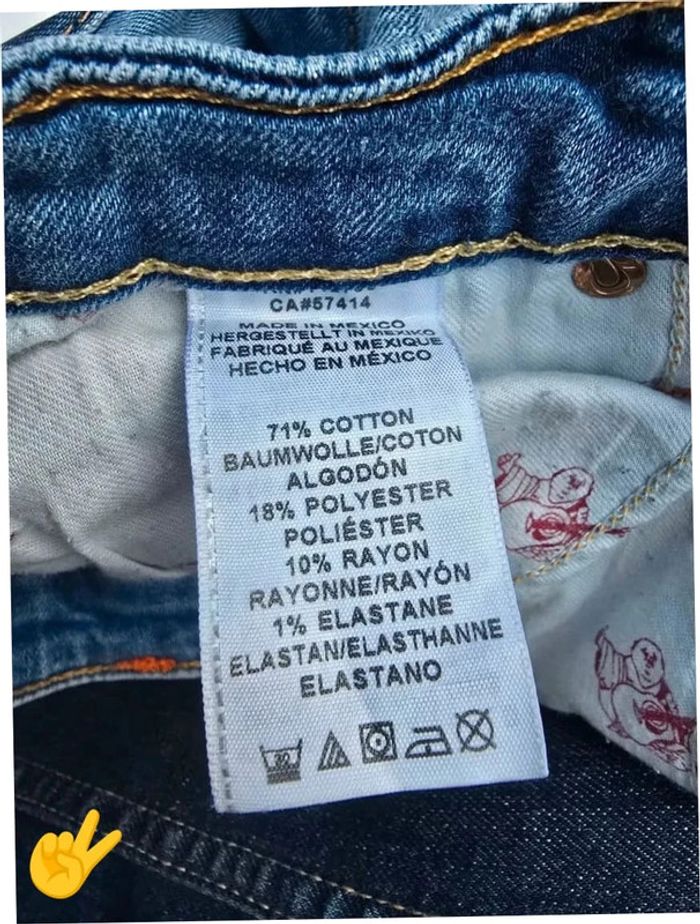 CA#57414
MADE IN MEXICO
HERGESTELLT IN MEXIKO
FABRIQUÉ AU MEXIQUE
HECHO EN MÉXICO
71% COTTON
BAUMWOLLE/COTON
ALGODÓN
18% POLYESTER
POLIÉSTER
10% RAYON
RAYONNE/RAYÓN
1% ELASTANE
ELASTAN/ELASTHANNE
ELASTANO